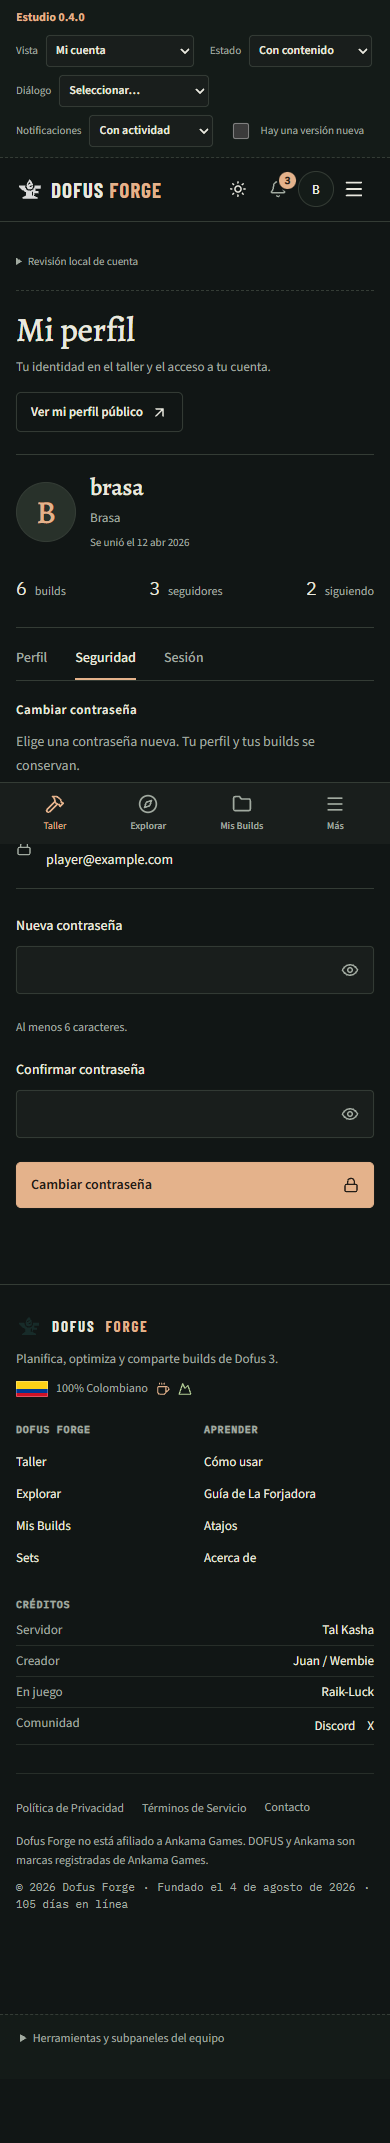 Estudio 0.4.0
Vista Mi cuenta Estado Con contenido
Diálogo Seleccionar...
Notificaciones Con actividad Hay una versión nueva
DOFUS FORGE 3 B
Revisión local de cuenta
Mi perfil
Tu identidad en el taller y el acceso a tu cuenta.
Ver mi perfil público
B
brasa
Brasa
Se unió el 12 abr 2026
6 builds 3 seguidores 2 siguiendo
Perfil Seguridad Sesión
Cambiar contraseña
Elige una contraseña nueva. Tu perfil y tus builds se
conservan.
Taller Explorar Mis Builds Más
player@example.com
Nueva contraseña
Al menos 6 caracteres.
Confirmar contraseña
Cambiar contraseña
DOFUS FORGE
Planifica, optimiza y comparte builds de Dofus 3.
100% Colombiano
DOFUS FORGE APRENDER
Taller Cómo usar
Explorar Guía de La Forjadora
Mis Builds Atajos
Sets Acerca de
CRÉDITOS
Servidor Tal Kasha
Creador Juan / Wembie
En juego Raik-Luck
Comunidad Discord X
Política de Privacidad Términos de Servicio Contacto
Dofus Forge no está afiliado a Ankama Games. DOFUS y Ankama son
marcas registradas de Ankama Games.
© 2026 Dofus Forge · Fundado el 4 de agosto de 2026 ·
105 días en línea
Herramientas y subpaneles del equipo